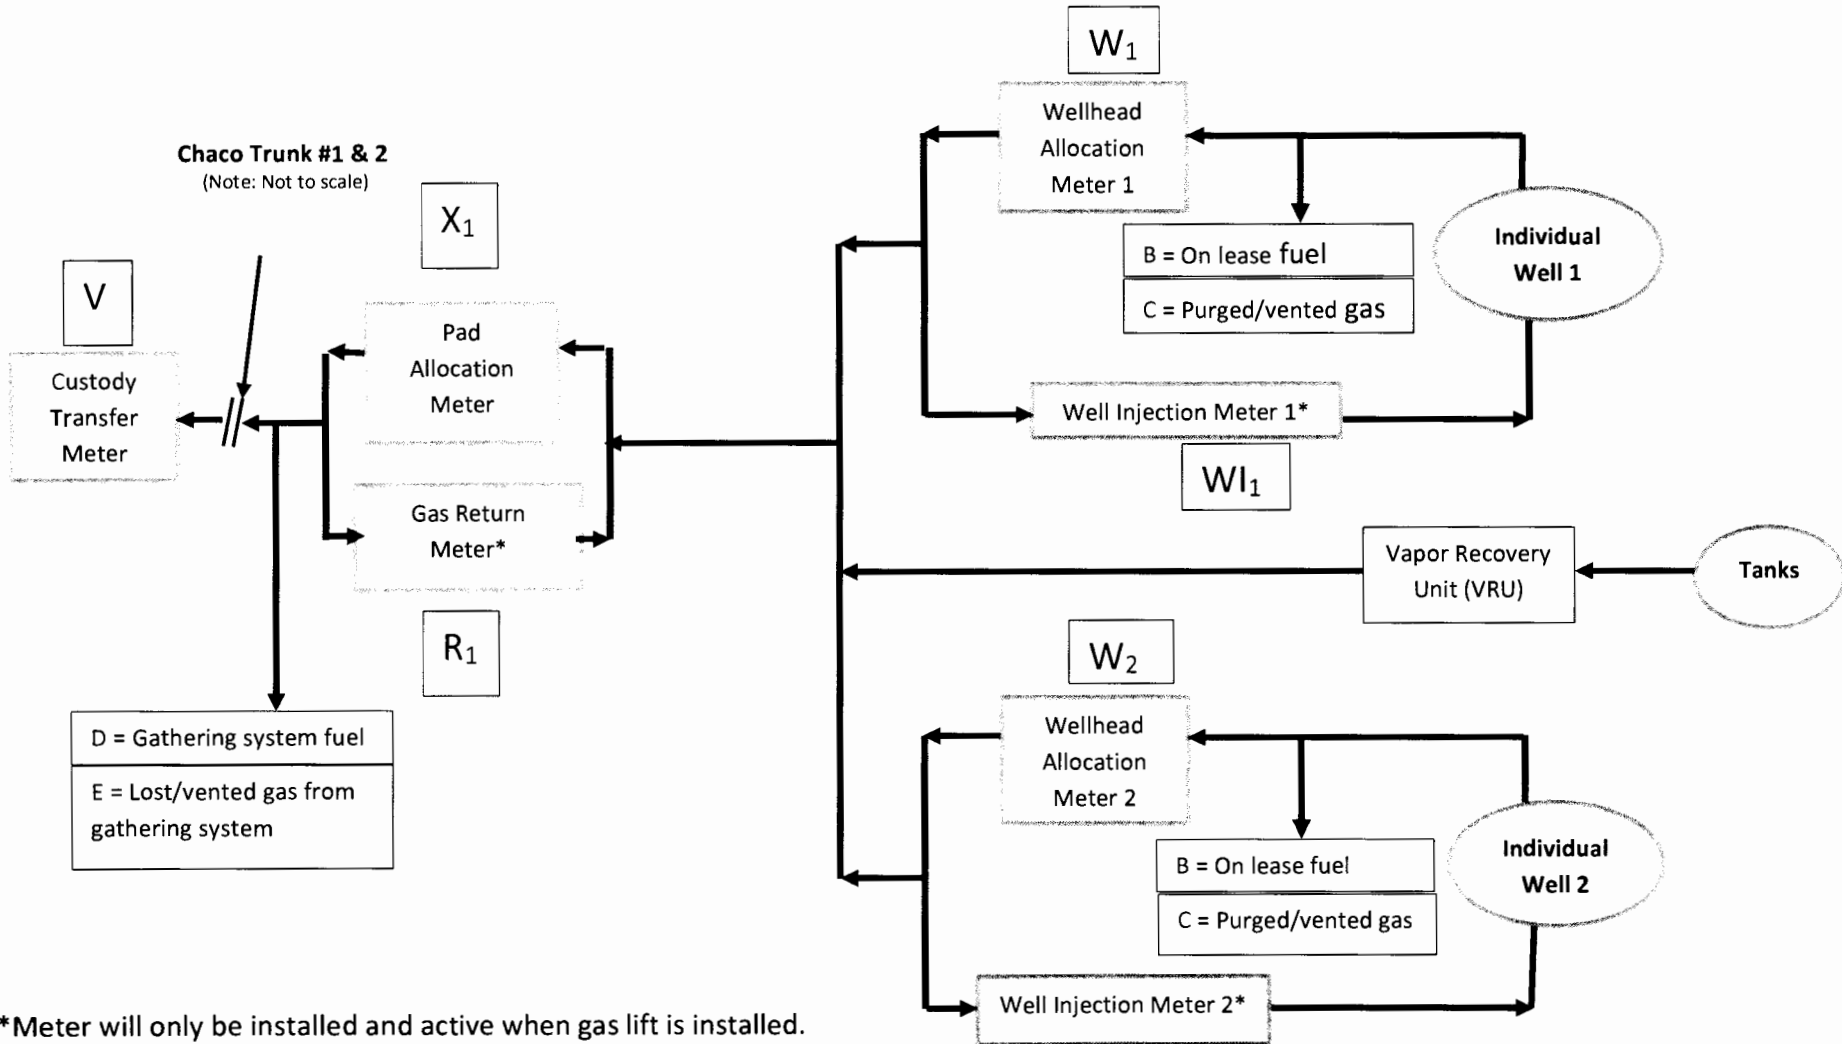 W₁
Wellhead
Allocation
Meter 1
Chaco Trunk #1 & 2
(Note: Not to scale)
X₁
B = On lease fuel
C = Purged/vented gas
Individual
Well 1
V
Custody
Transfer
Meter
Pad
Allocation
Meter
Well Injection Meter 1*
WI₁
Gas Return
Meter*
R₁
Vapor Recovery
Unit (VRU)
Tanks
W₂
Wellhead
Allocation
Meter 2
D = Gathering system fuel
E = Lost/vented gas from
gathering system
B = On lease fuel
C = Purged/vented gas
Individual
Well 2
Well Injection Meter 2*
*Meter will only be installed and active when gas lift is installed.